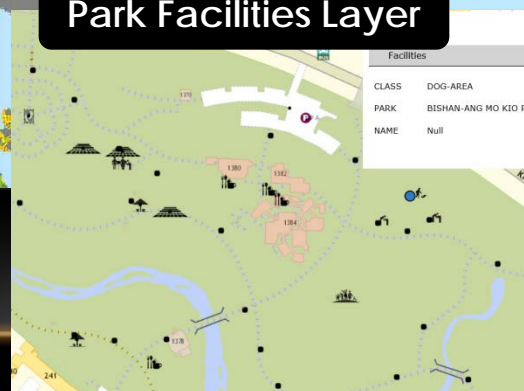 Park Facilities Layer
Facilities
CLASS DOG-AREA
PARK BISHAN-ANG MO KIO P
NAME Null
1370
P
1380
1382
1384
1378
241